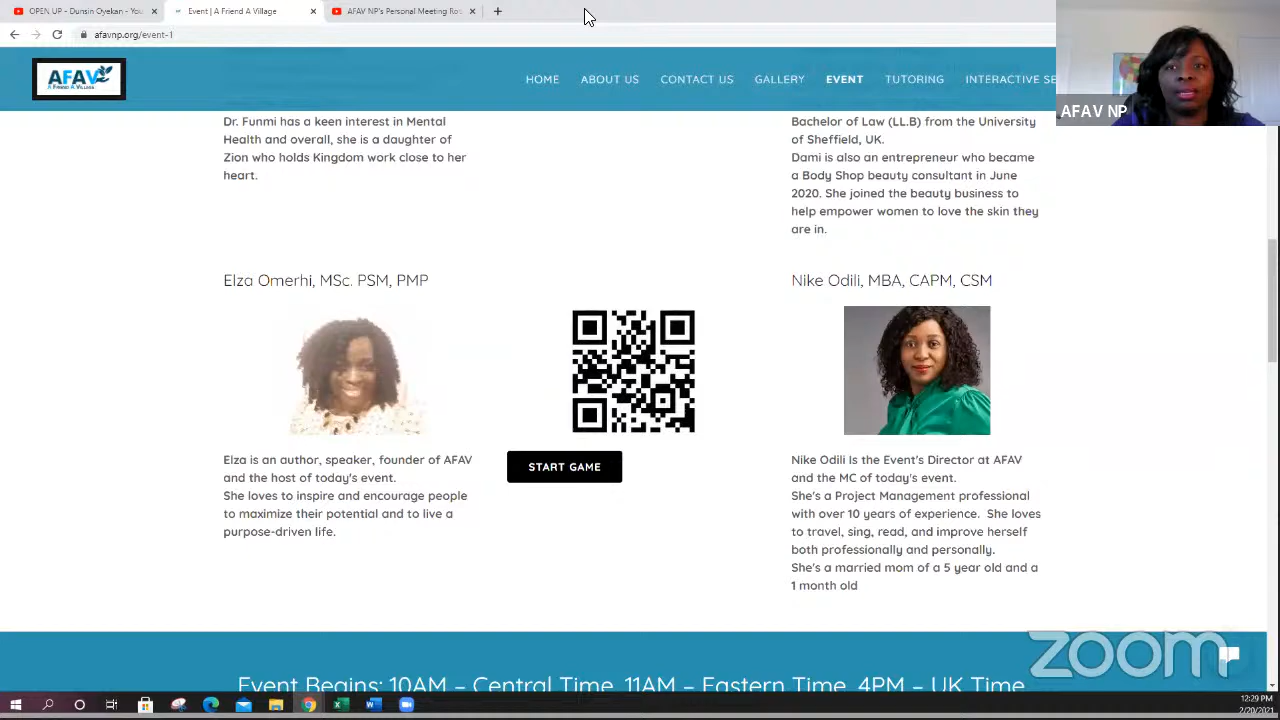 OPEN UP - Dunsin Oyekan - You
Event | A Friend A Village
AFAV NP's Personal Meeting Ro
afavnp.org/event-1
AFAV
A FRIEND A VILLAGE
HOME ABOUT US CONTACT US GALLERY EVENT TUTORING INTERACTIVE SE
AFAV NP
Dr. Funmi has a keen interest in Mental
Health and overall, she is a daughter of
Zion who holds Kingdom work close to her
heart.
Bachelor of Law (LL.B) from the University
of Sheffield, UK.
Dami is also an entrepreneur who became
a Body Shop beauty consultant in June
2020. She joined the beauty business to
help empower women to love the skin they
are in.
Elza Omerhi, MSc. PSM, PMP
Elza is an author, speaker, founder of AFAV
and the host of today's event.
She loves to inspire and encourage people
to maximize their potential and to live a
purpose-driven life.
START GAME
Nike Odili, MBA, CAPM, CSM
Nike Odili Is the Event's Director at AFAV
and the MC of today's event.
She's a Project Management professional
with over 10 years of experience. She loves
to travel, sing, read, and improve herself
both professionally and personally.
She's a married mom of a 5 year old and a
1 month old
Event Begins: 10AM – Central Time, 11AM – Eastern Time, 4PM – UK Time
zoom
12:29 PM
2/20/2021